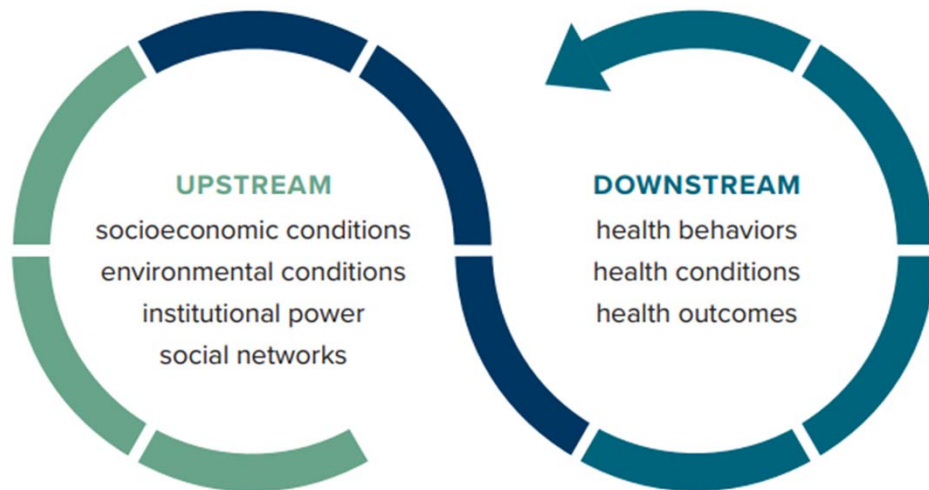 UPSTREAM
socioeconomic conditions
environmental conditions
institutional power
social networks
DOWNSTREAM
health behaviors
health conditions
health outcomes